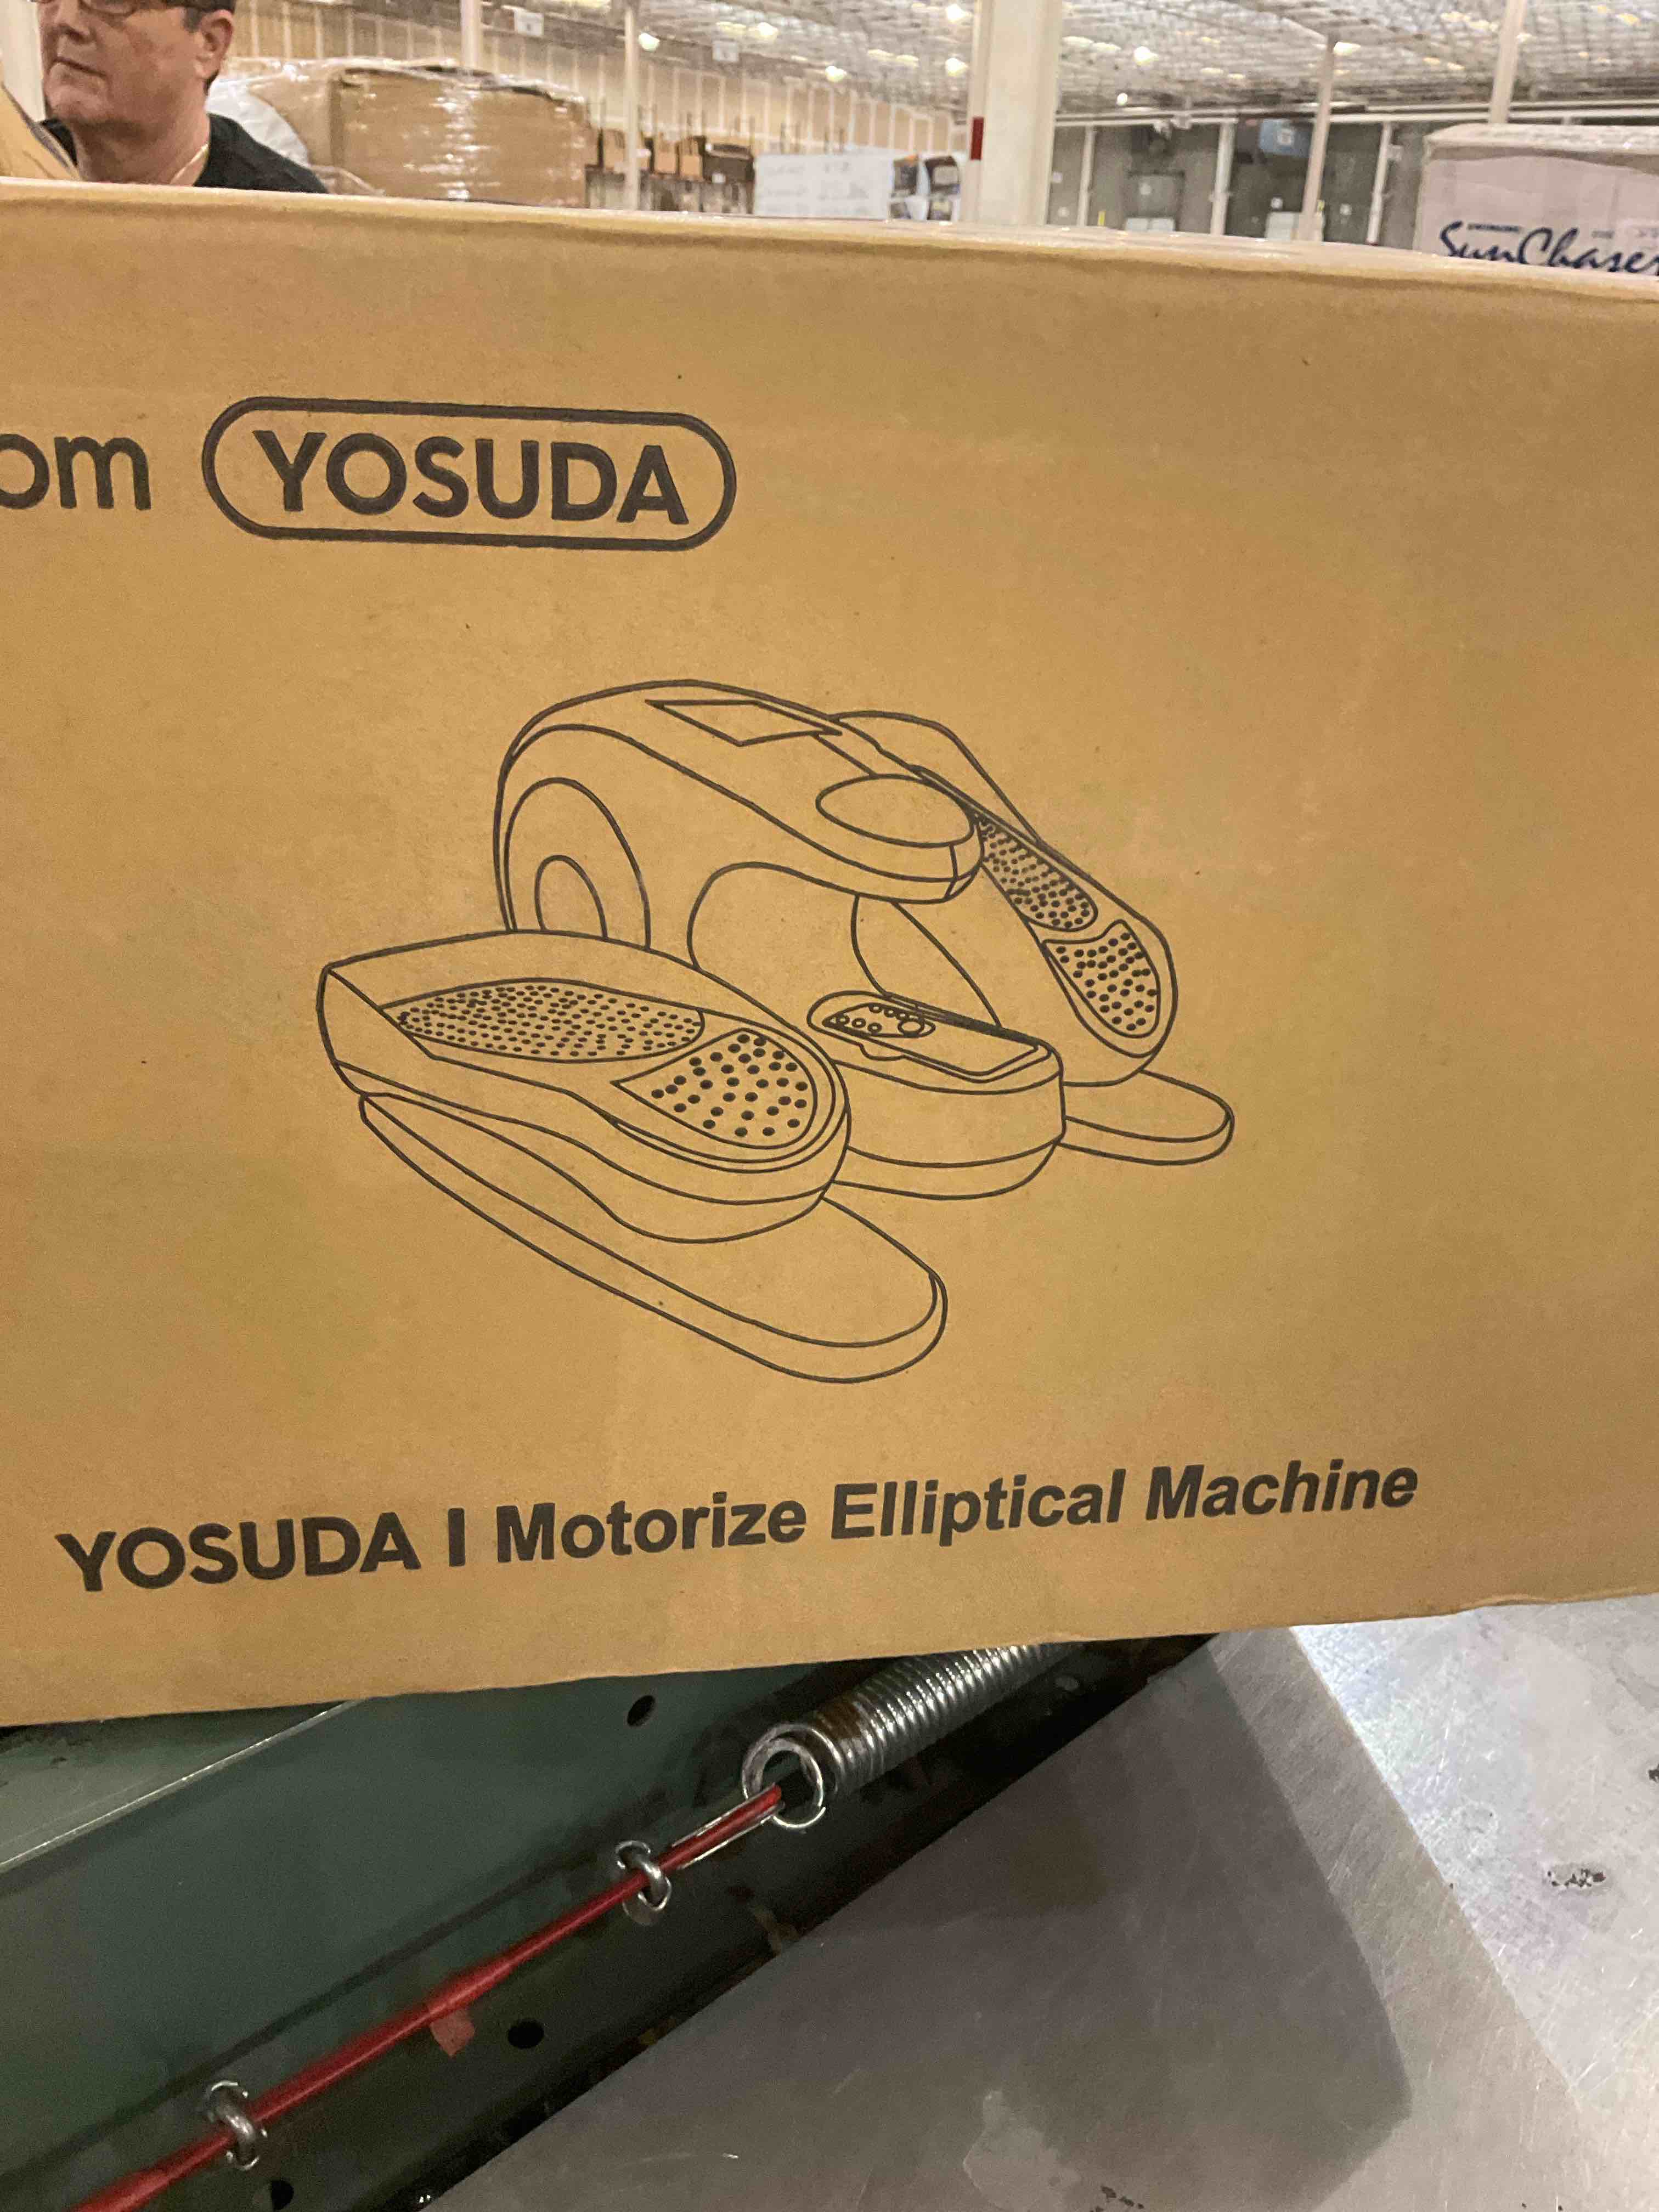 SunChaser
om YOSUDA
YOSUDA I Motorize Elliptical Machine